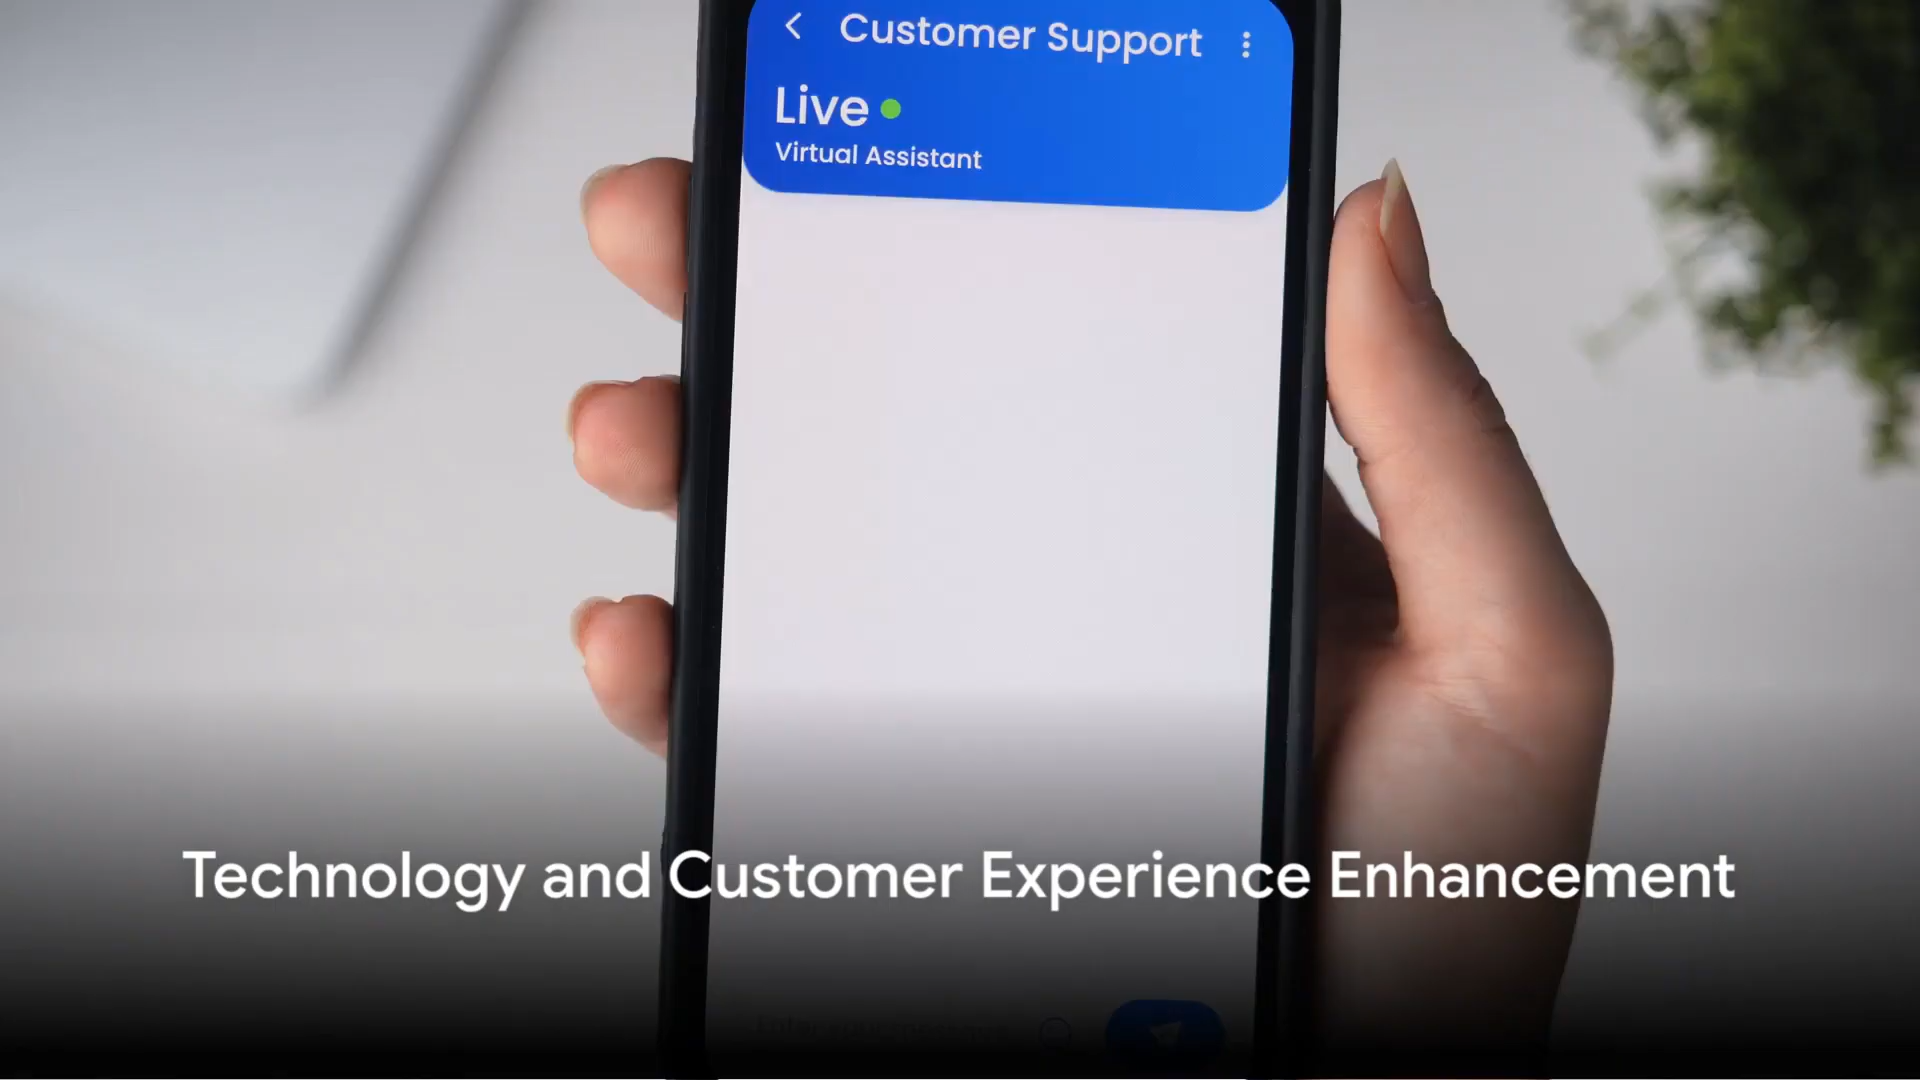 Customer Support
Live
Virtual Assistant
Technology and Customer Experience Enhancement